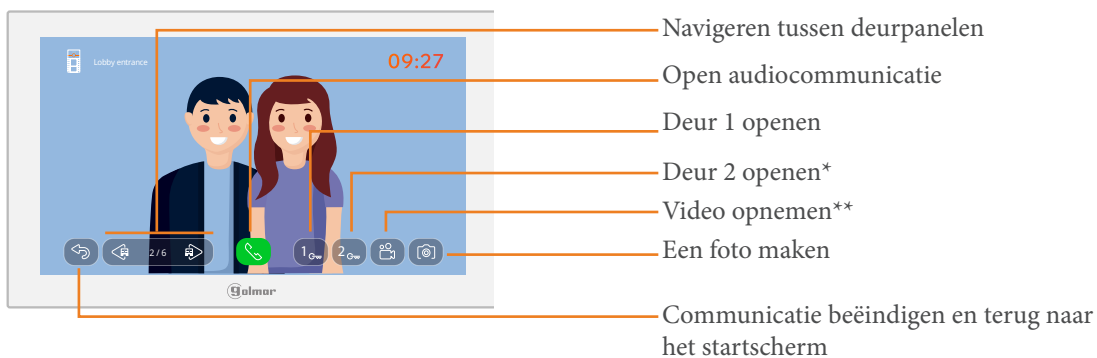 Navigeren tussen deurpanelen
Lobby entrance
09:27
Open audiocommunicatie
Deur 1 openen
Deur 2 openen*
Video opnemen**
2/6
1
2
Een foto maken
golmar
Communicatie beëindigen en terug naar
het startscherm